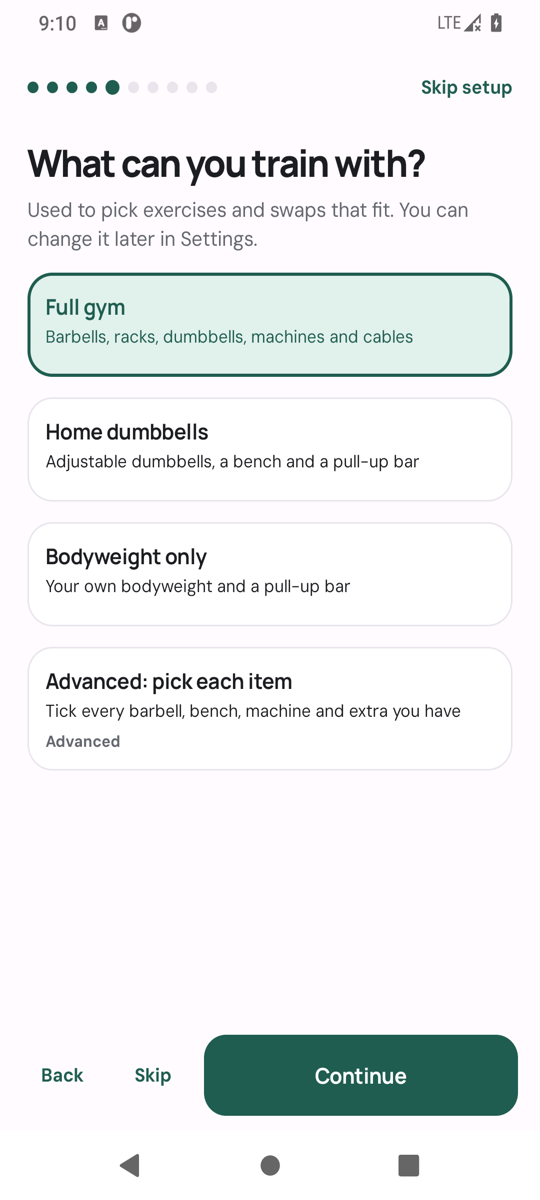 9:10
LTE
Skip setup
What can you train with?
Used to pick exercises and swaps that fit. You can
change it later in Settings.
Full gym
Barbells, racks, dumbbells, machines and cables
Home dumbbells
Adjustable dumbbells, a bench and a pull-up bar
Bodyweight only
Your own bodyweight and a pull-up bar
Advanced: pick each item
Tick every barbell, bench, machine and extra you have
Advanced
Back
Skip
Continue